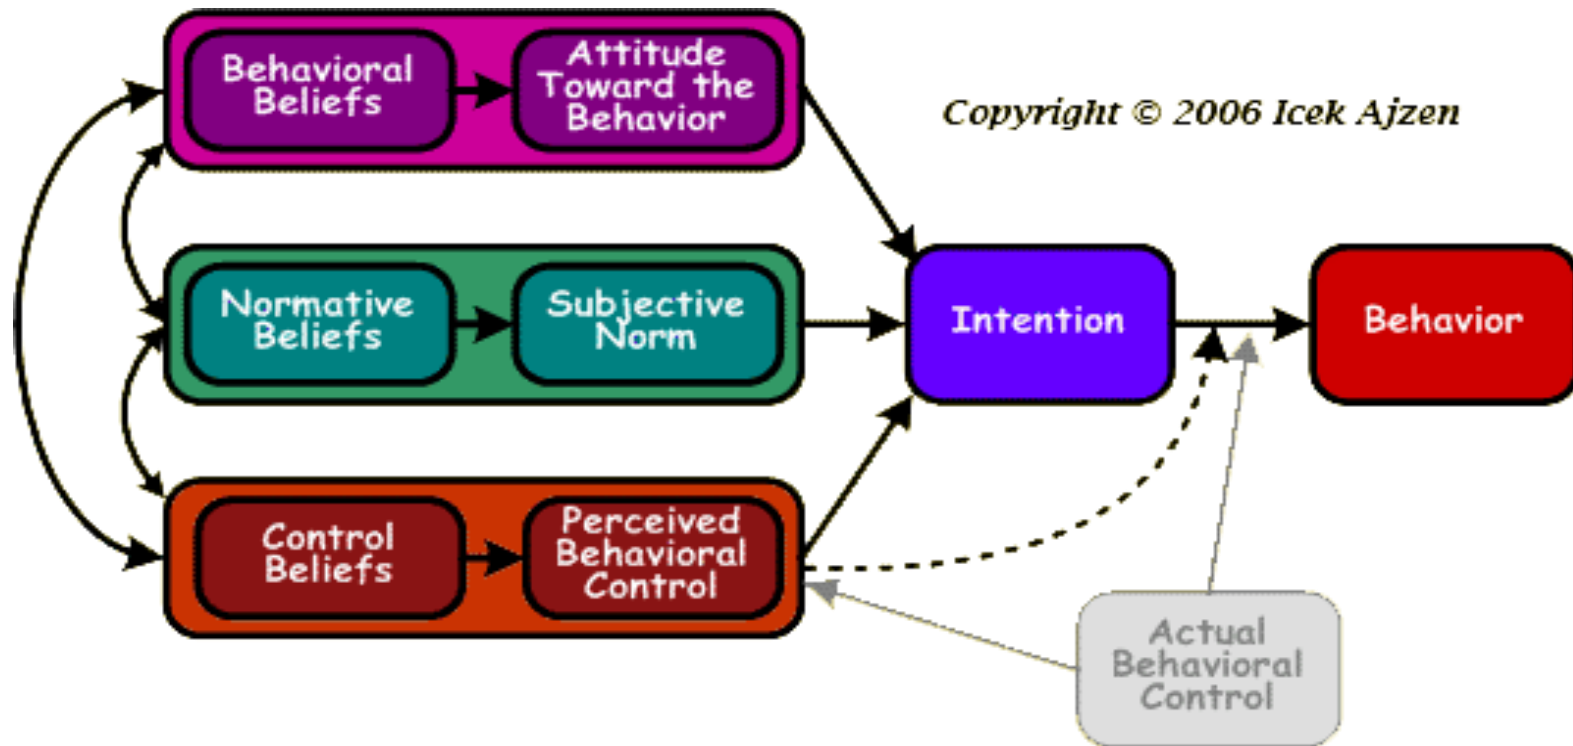 Behavioral
Beliefs
Attitude
Toward the
Behavior
Copyright © 2006 Icek Ajzen
Normative
Beliefs
Subjective
Norm
Intention
Behavior
Control
Beliefs
Perceived
Behavioral
Control
Actual
Behavioral
Control